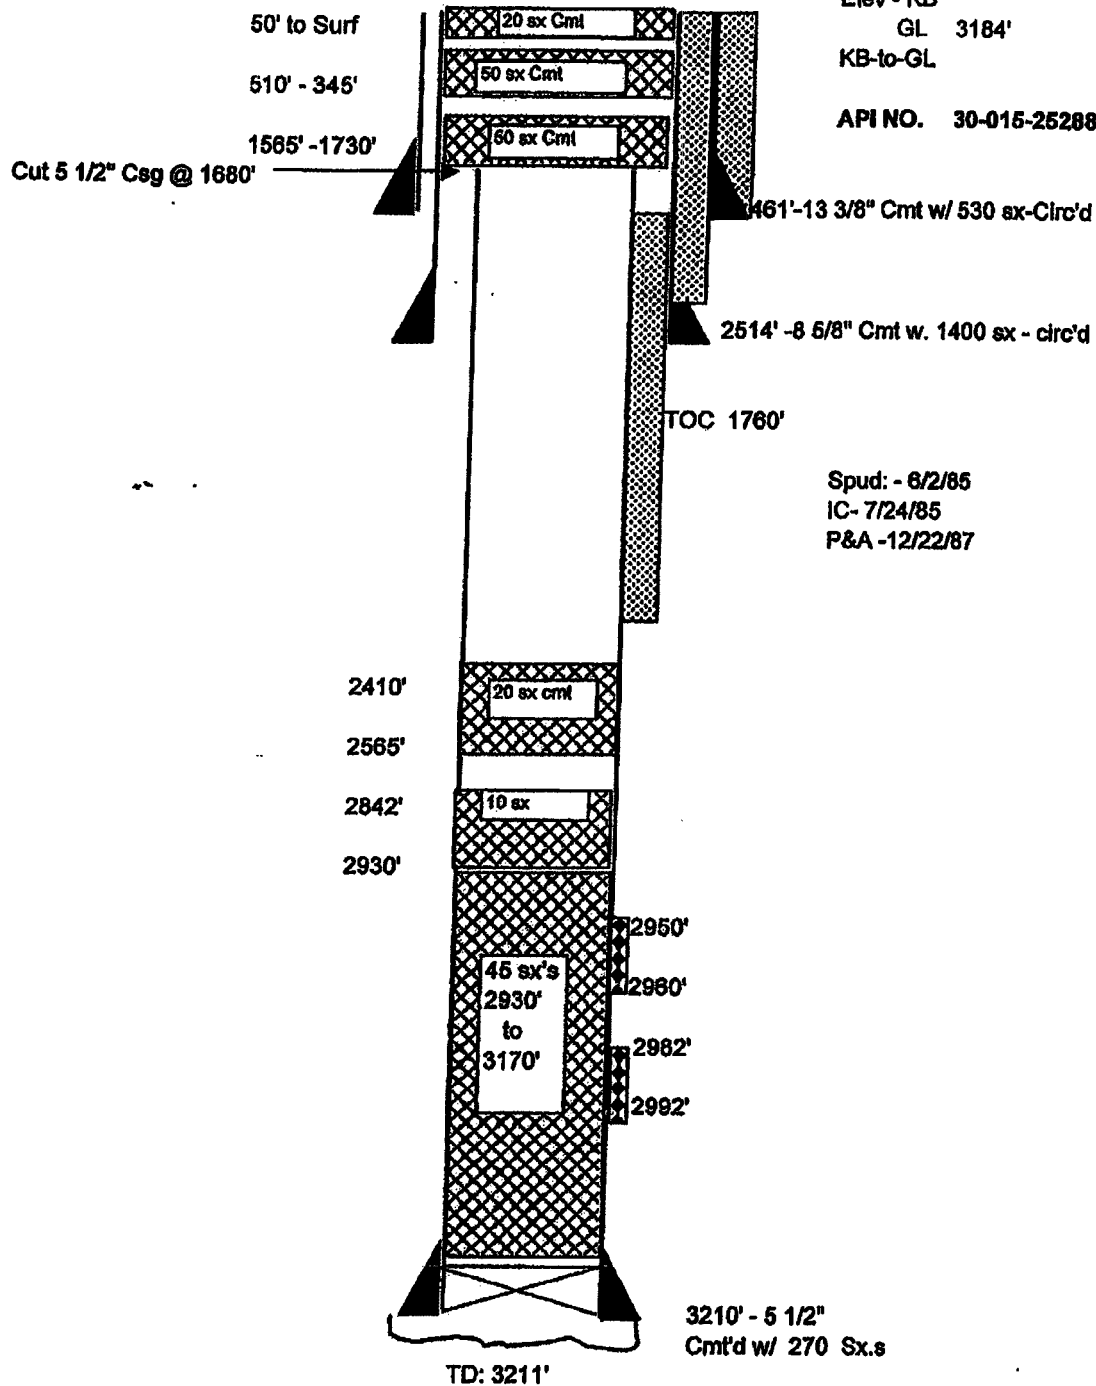 Elev - KB
50' to Surf
20 sx Cmt
GL 3184'
KB-to-GL
510' - 345'
50 sx Cmt
API NO. 30-015-25288
1565' -1730'
50 sx Cmt
Cut 5 1/2" Csg @ 1680'
461'-13 3/8" Cmt w/ 530 sx-Circ'd
2514' -8 5/8" Cmt w. 1400 sx - circ'd
TOC 1760'
Spud: - 6/2/85
IC- 7/24/85
P&A -12/22/87
2410'
20 sx cmt
2565'
2842'
10 sx
2930'
2950'
45 sx's
2930'
to
3170'
2960'
2982'
2992'
3210' - 5 1/2"
Cmt'd w/ 270 Sx.s
TD: 3211'